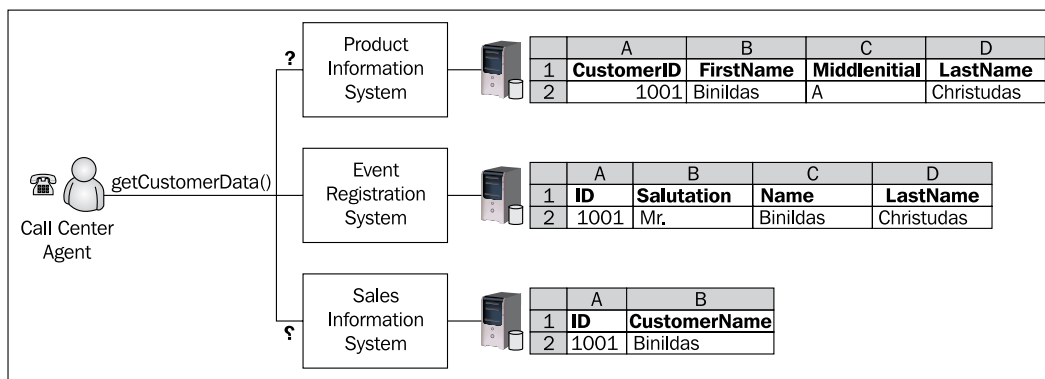 ?
Product
Information
System
A B C D
1 CustomerID FirstName Middlenitial LastName
2 1001 Binildas A Christudas
getCustomerData()
Call Center
Agent
Event
Registration
System
A B C D
1 ID Salutation Name LastName
2 1001 Mr. Binildas Christudas
?
Sales
Information
System
A B
1 ID CustomerName
2 1001 Binildas